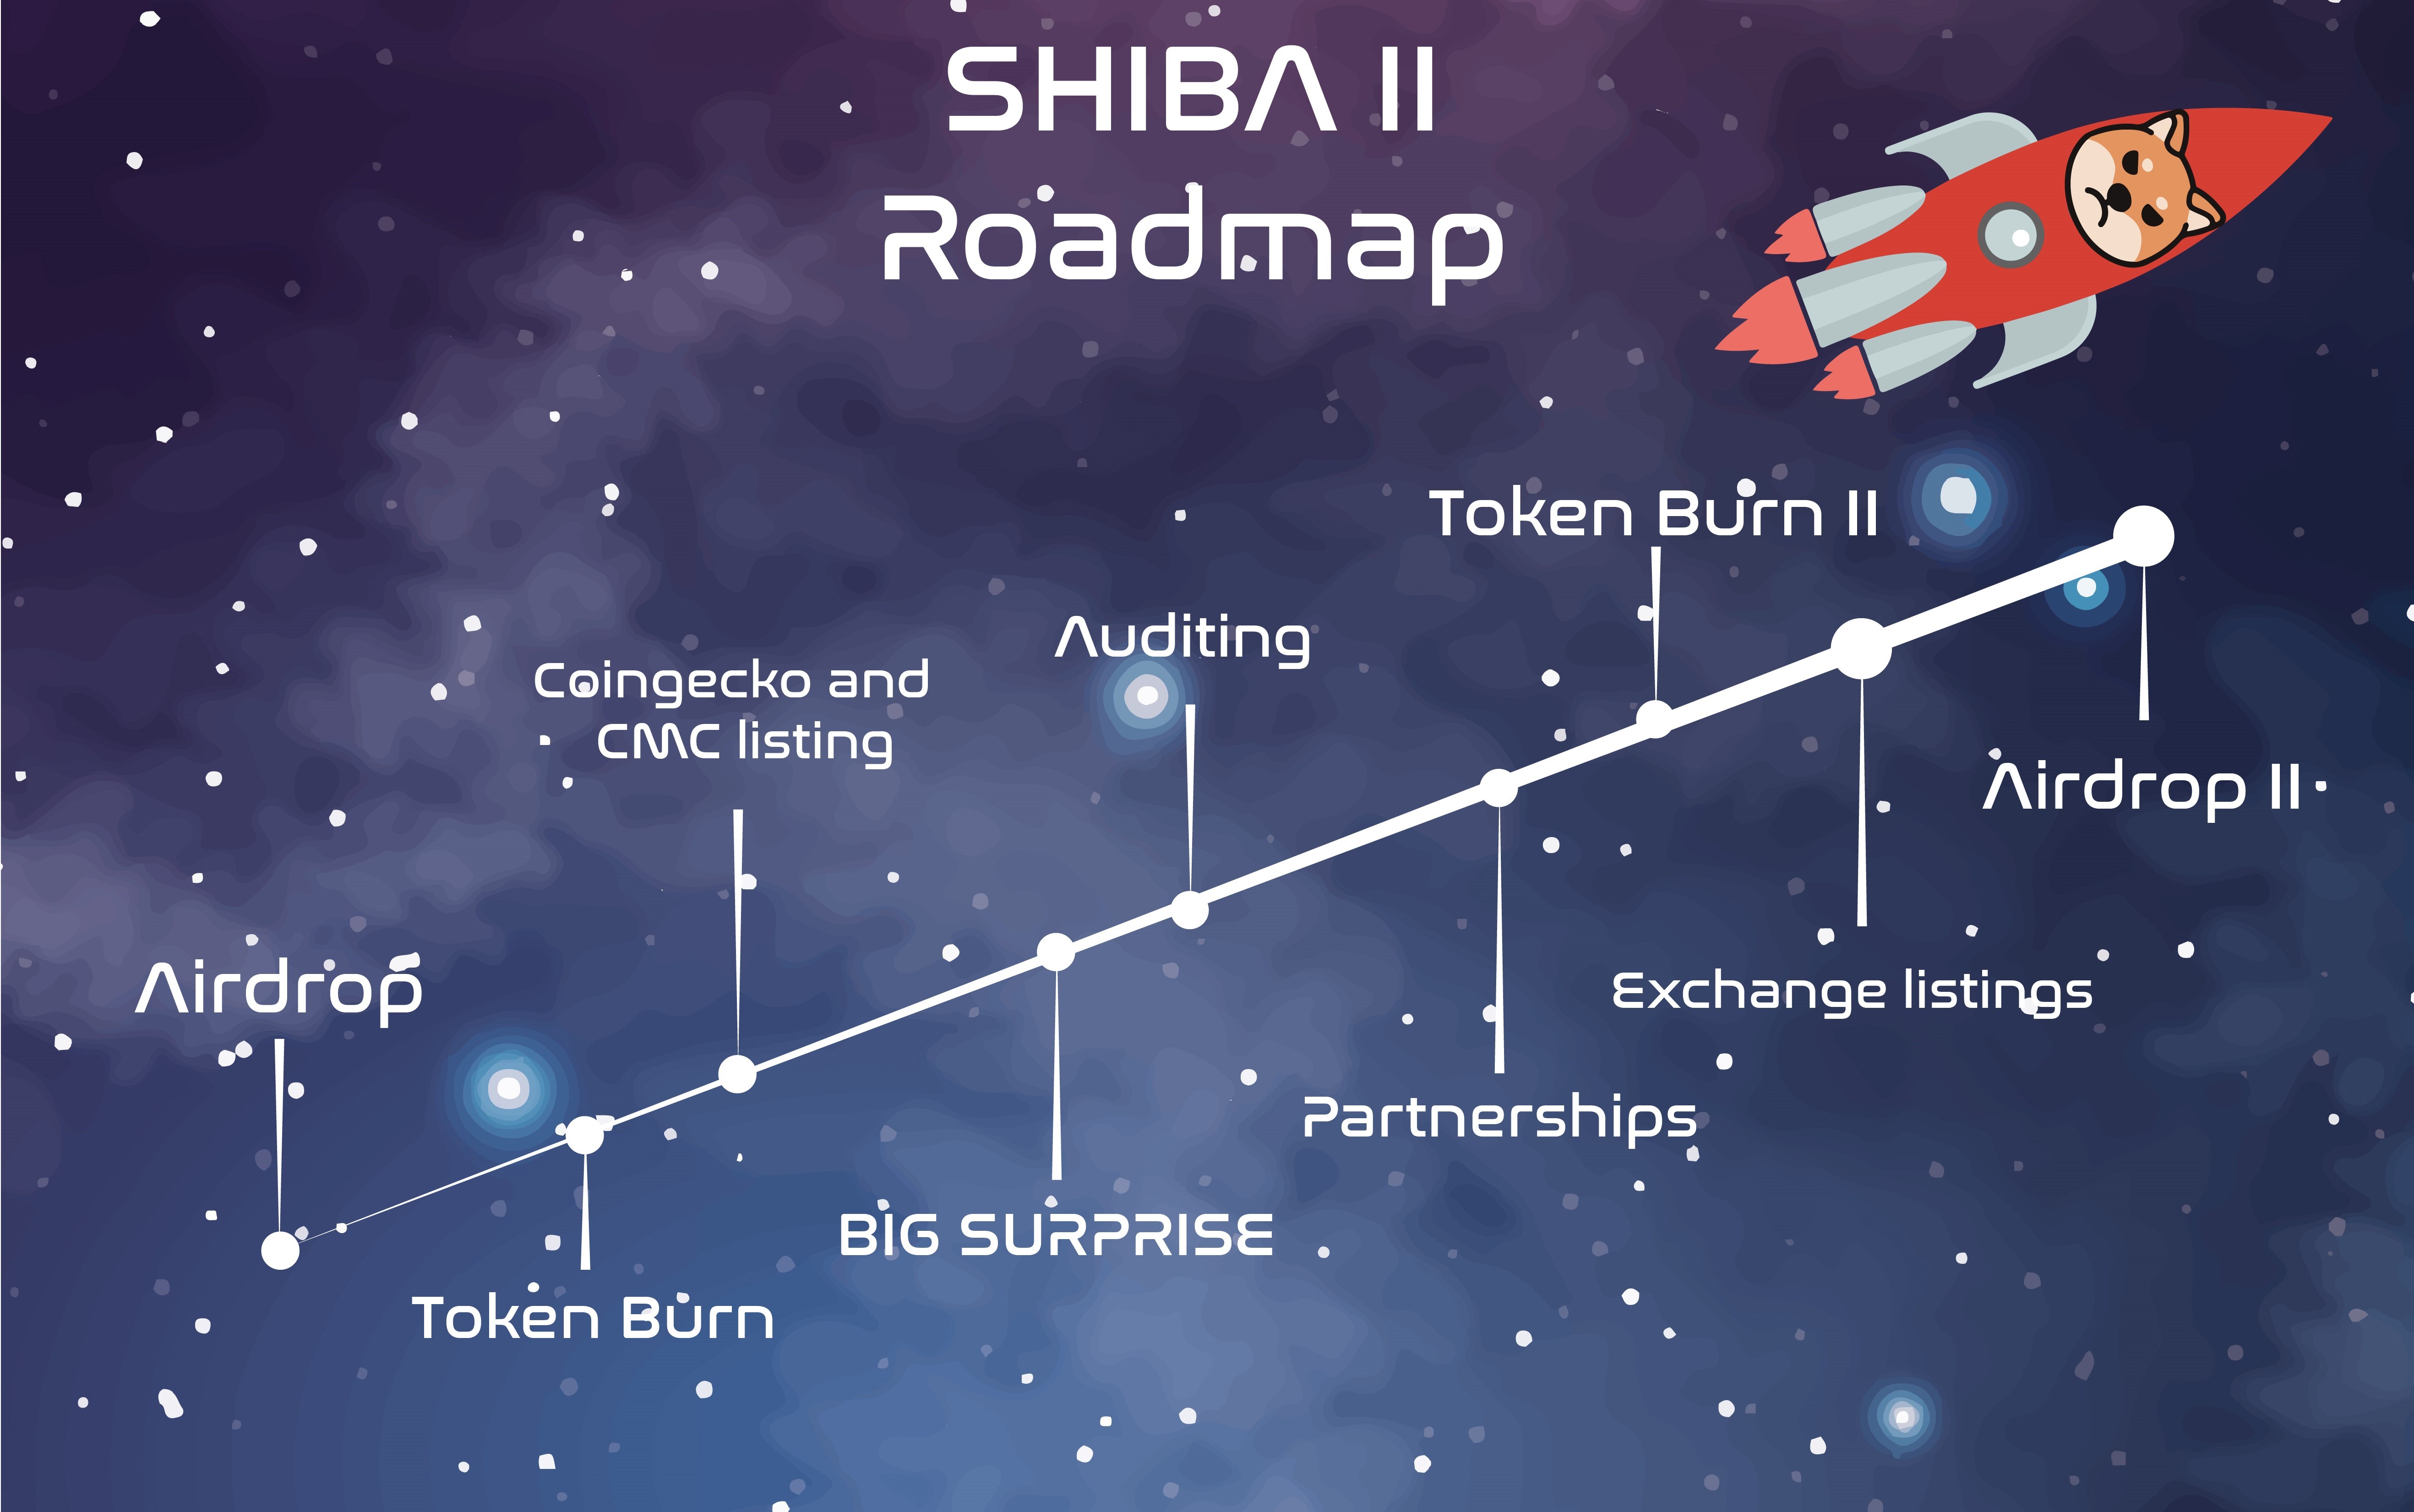 SHIBA II
Roadmap
Token Burn II
Auditing
Coingecko and
CMC listing
Airdrop II
Airdrop
Exchange listings
Partnerships
BIG SURPRISE
Token Burn